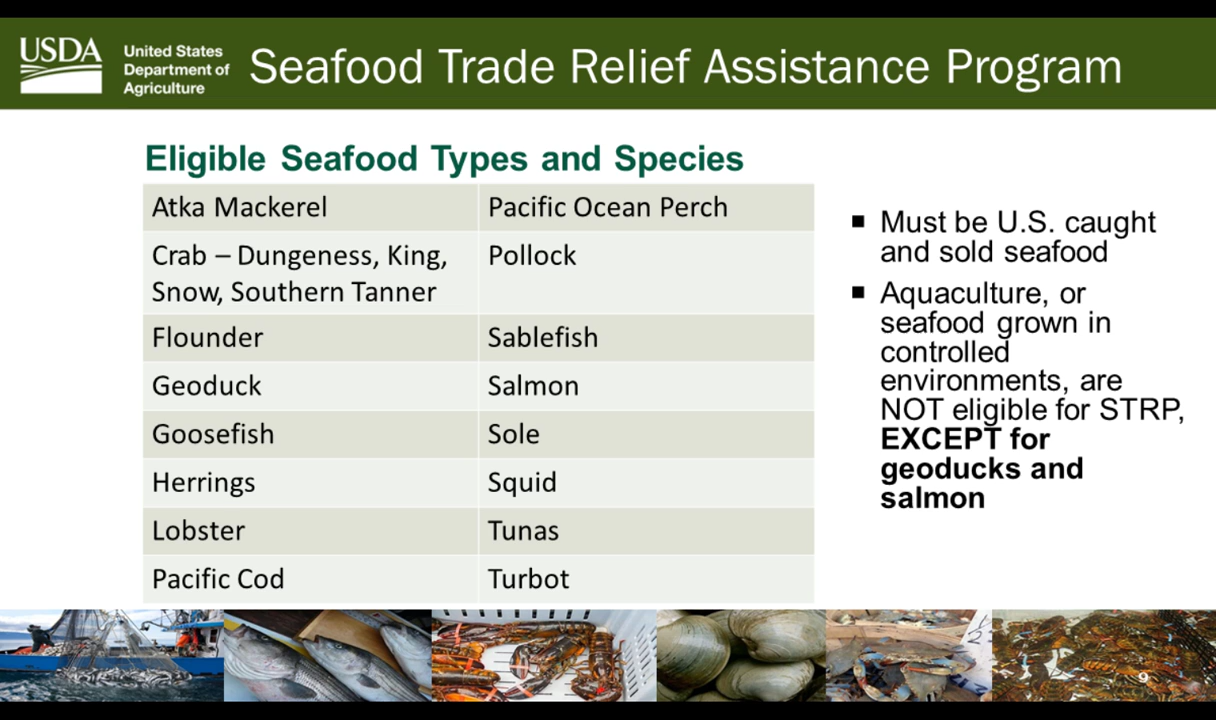 USDA
United States
Department of
Agriculture
Seafood Trade Relief Assistance Program
Eligible Seafood Types and Species
Atka Mackerel
Pacific Ocean Perch
Crab – Dungeness, King,
Snow, Southern Tanner
Pollock
Flounder
Sablefish
Geoduck
Salmon
Goosefish
Sole
Herrings
Squid
Lobster
Tunas
Pacific Cod
Turbot
▪ Must be U.S. caught
and sold seafood
▪ Aquaculture, or
seafood grown in
controlled
environments, are
NOT eligible for STRP,
EXCEPT for
geoducks and
salmon
9